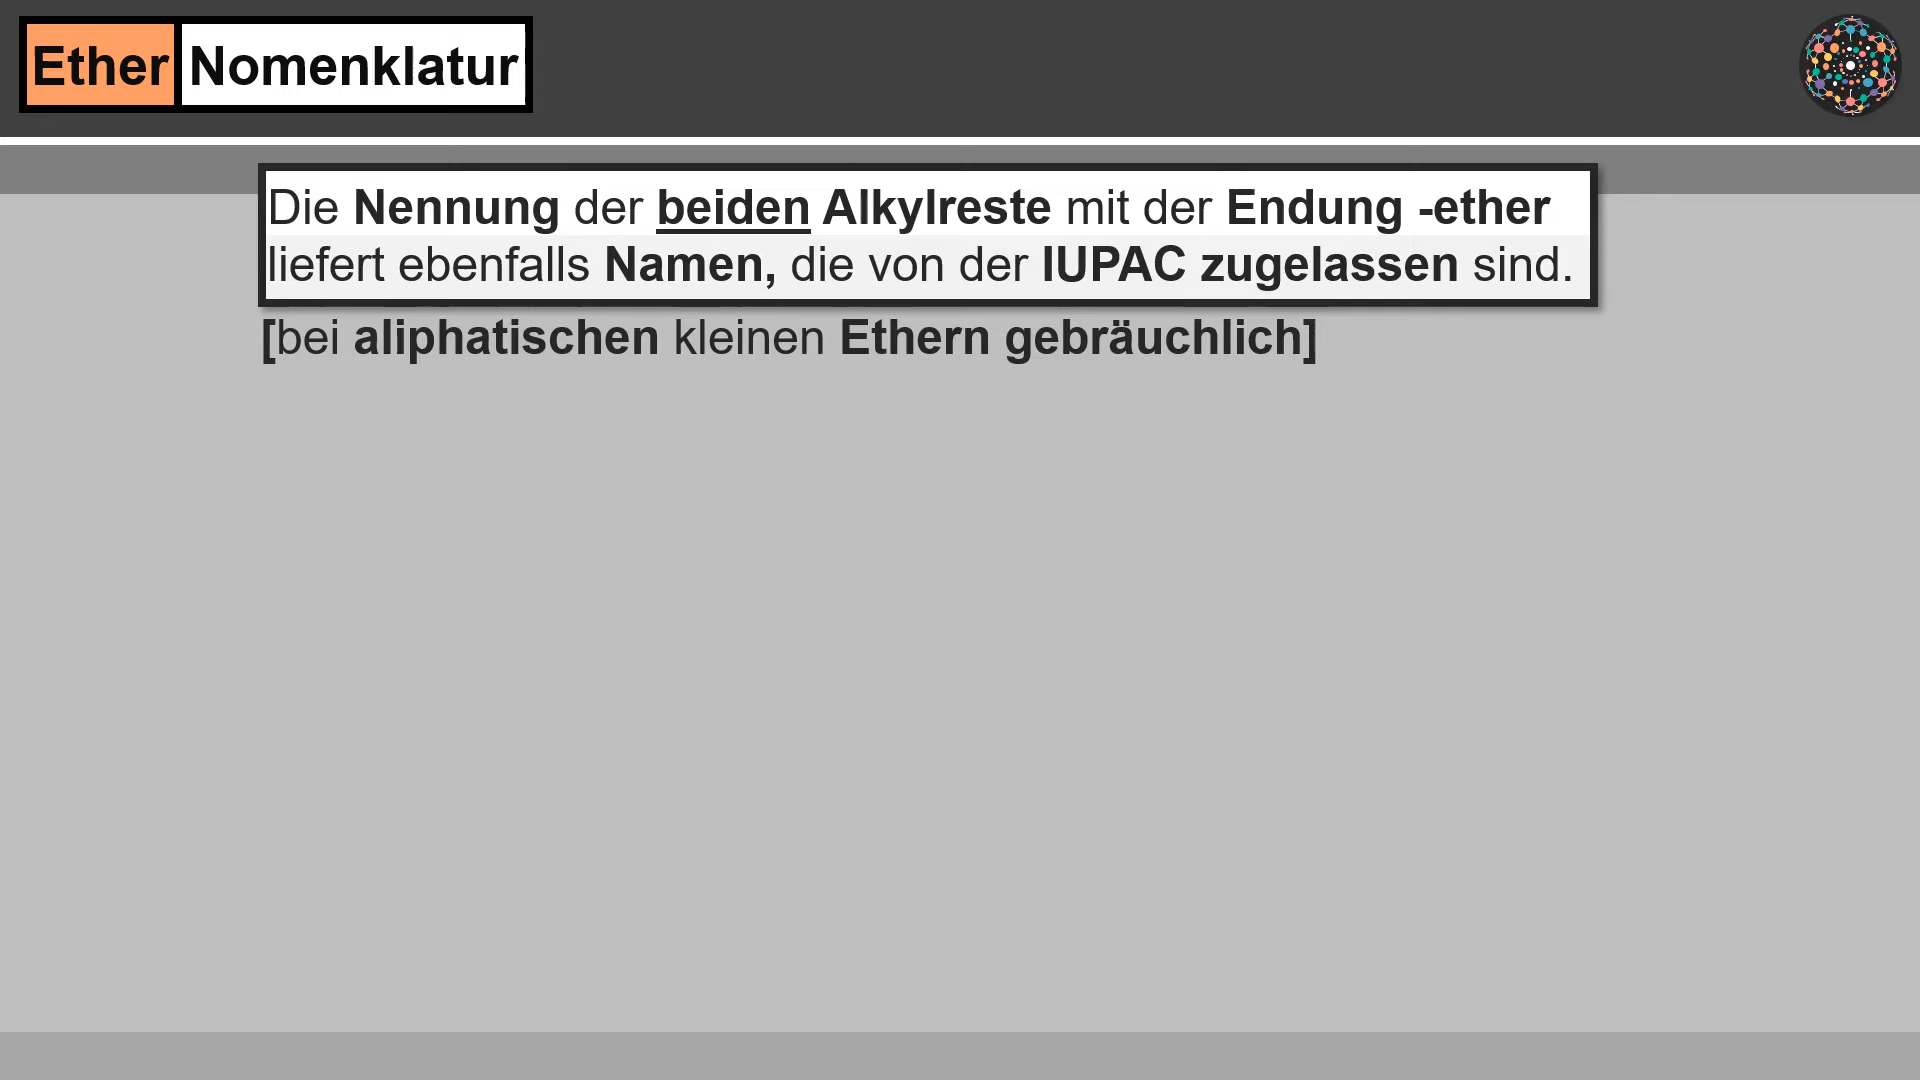 Ether Nomenklatur
Die Nennung der beiden Alkylreste mit der Endung -ether
liefert ebenfalls Namen, die von der IUPAC zugelassen sind.
[bei aliphatischen kleinen Ethern gebräuchlich]